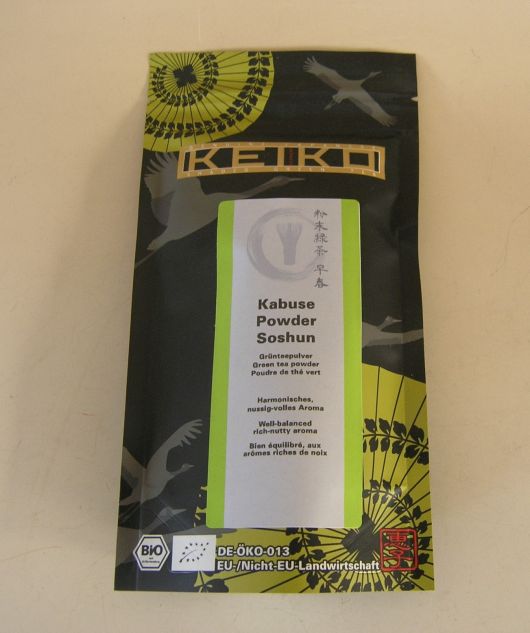 KEIKO
粉末緑茶 早春
Kabuse
Powder
Soshun
Grünteepulver
Green tea powder
Poudre de thé vert
Harmonisches,
nussig-volles Aroma
Well-balanced
rich-nutty aroma
Bien équilibré, aux
arômes riches de noix
BIO
DE-ÖKO-013
EU-/Nicht-EU-Landwirtschaft
恵子